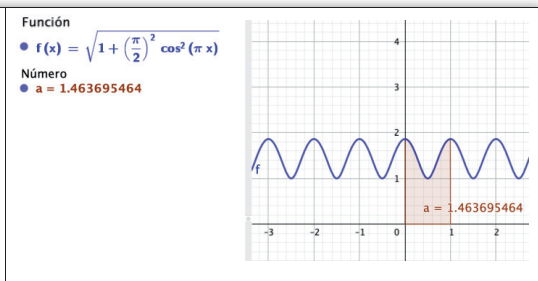 Función
f(x) = √(1 + (π/2)² cos²(π x))
Número
a = 1.463695464
4
3
2
1
f
a = 1.463695464
-3 -2 -1 0 1 2